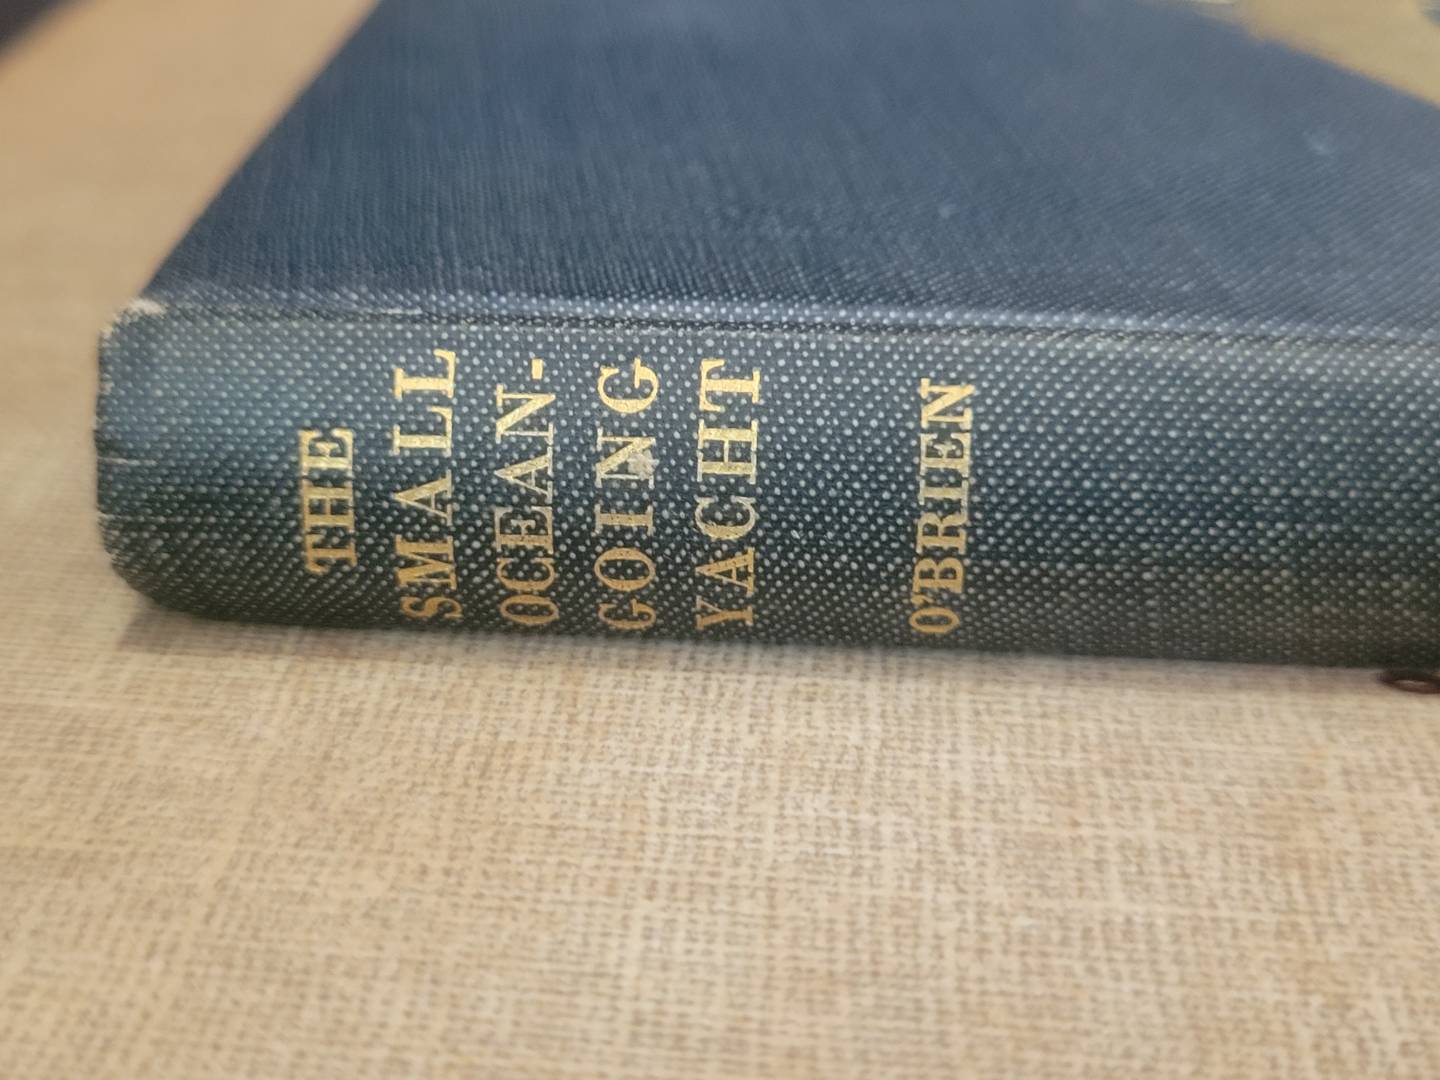 THE
SMALL
OCEAN-
GOING
YACHT
O'BRIEN